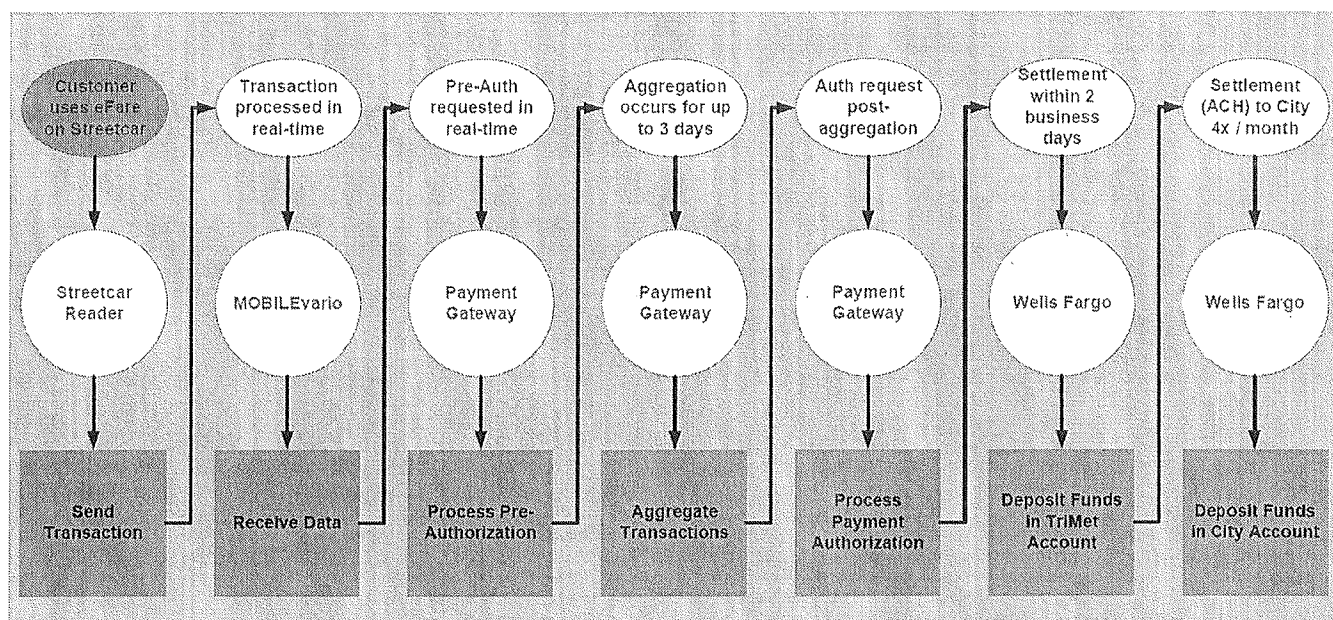 Customer
uses eFare
on Streetcar
Transaction
processed in
real-time
Pre-Auth
requested in
real-time
Aggregation
occurs for up
to 3 days
Auth request
post-
aggregation
Settlement
within 2
business
days
Settlement
(ACH) to City
4x / month
Streetcar
Reader
MOBILEvario
Payment
Gateway
Payment
Gateway
Payment
Gateway
Wells Fargo
Wells Fargo
Send
Transaction
Receive Data
Process Pre-
Authorization
Aggregate
Transactions
Process
Payment
Authorization
Deposit Funds
in TriMet
Account
Deposit Funds
in City Account